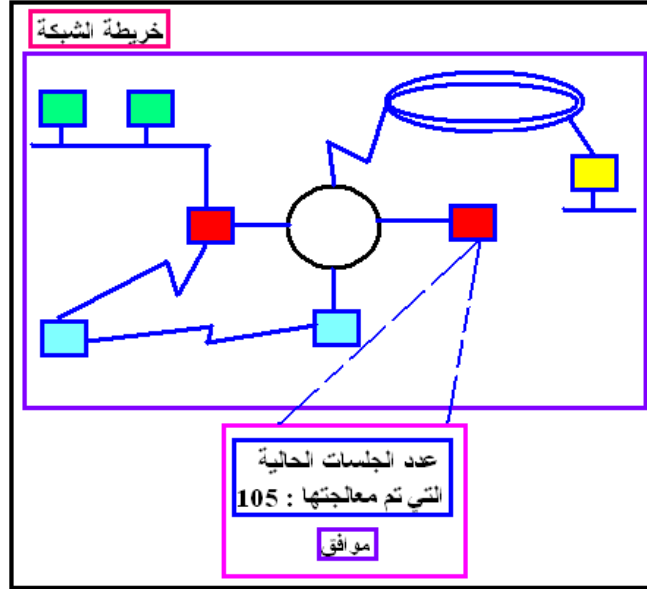 خريطة الشبكة
عدد الجلسات الحالية
التي تم معالجتها : 105
موافق